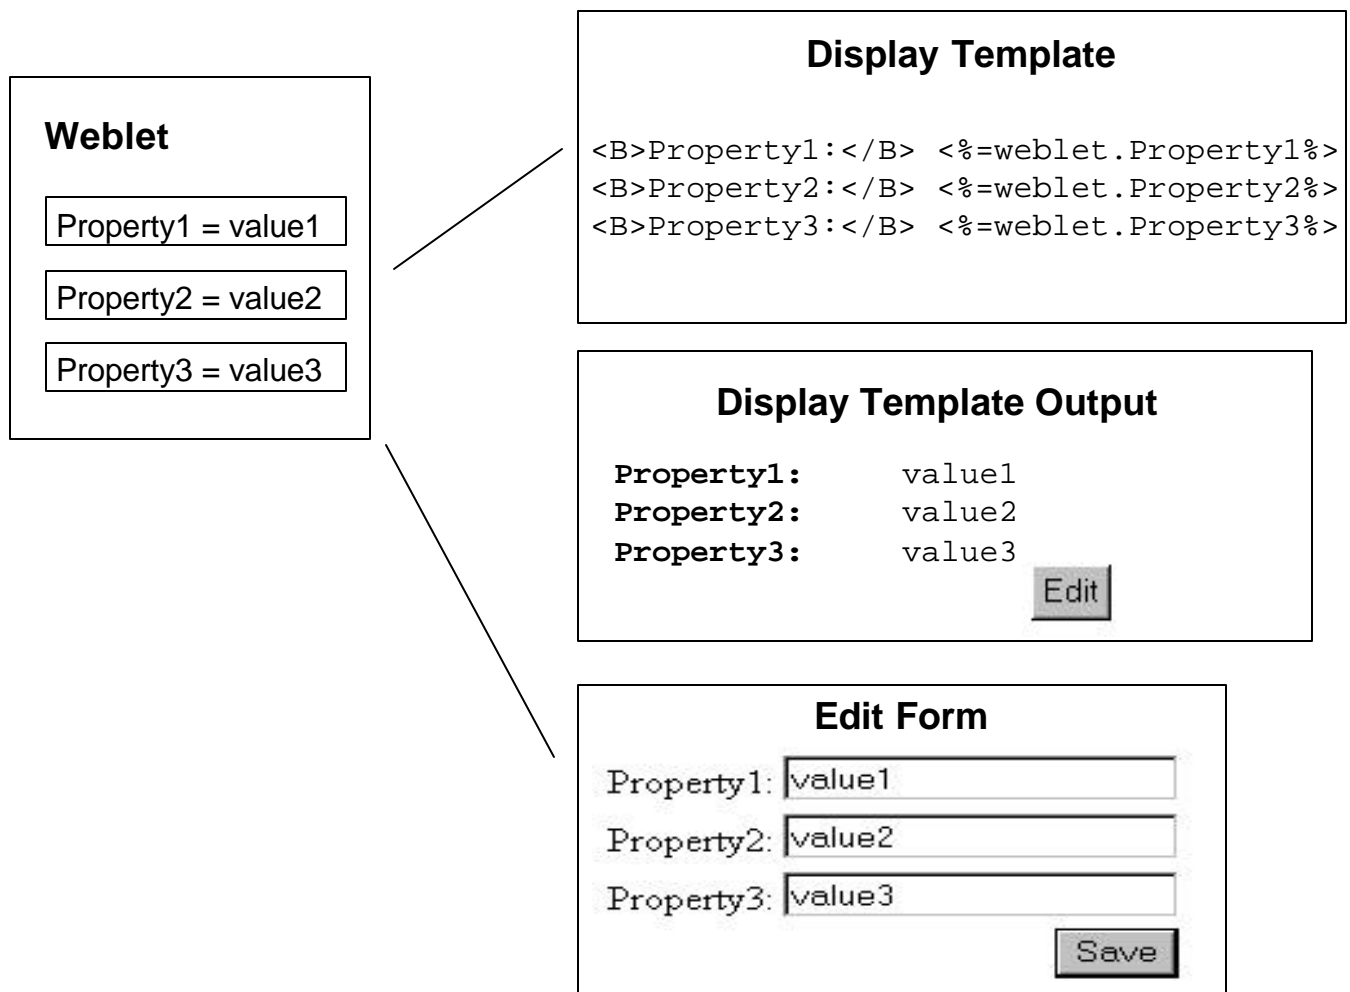 Weblet
Property1 = value1
Property2 = value2
Property3 = value3
Display Template
<B>Property1:</B> <%=weblet.Property1%>
<B>Property2:</B> <%=weblet.Property2%>
<B>Property3:</B> <%=weblet.Property3%>
Display Template Output
Property1: value1
Property2: value2
Property3: value3
Edit
Edit Form
Property1: value1
Property2: value2
Property3: value3
Save